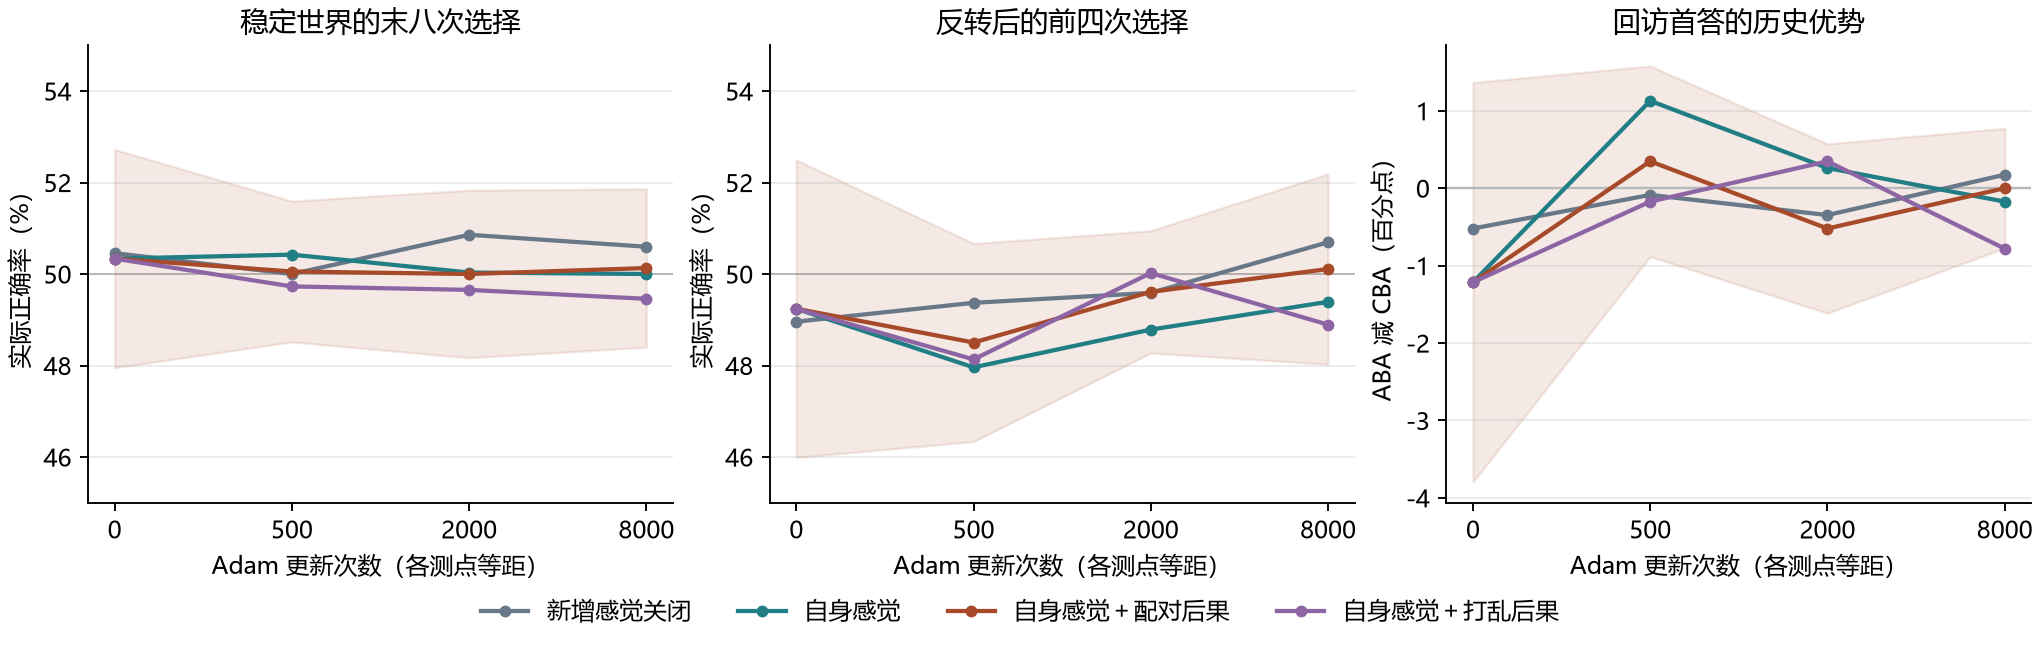 稳定世界的末八次选择
实际正确率（%）
54
52
50
48
46
0
500
2000
8000
Adam 更新次数（各测点等距）
反转后的前四次选择
实际正确率（%）
54
52
50
48
46
0
500
2000
8000
Adam 更新次数（各测点等距）
回访首答的历史优势
ABA 减 CBA（百分点）
1
0
-1
-2
-3
-4
0
500
2000
8000
Adam 更新次数（各测点等距）
新增感觉关闭
自身感觉
自身感觉 + 配对后果
自身感觉 + 打乱后果